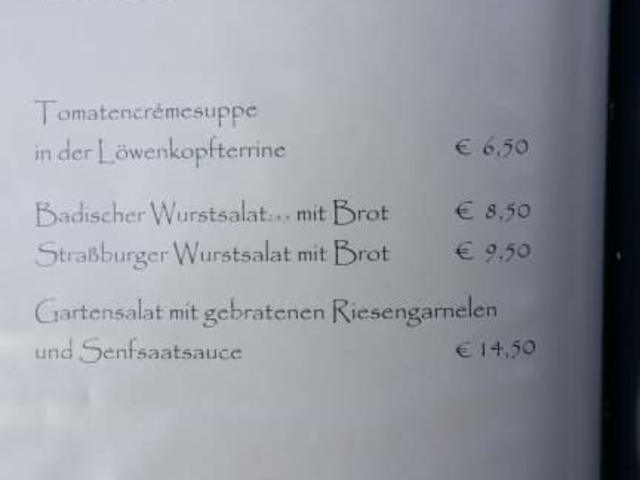 Tomatencrémesuppe
in der Löwenkopfterrine € 6,50
Badischer Wurstsalat mit Brot € 8,50
Straßburger Wurstsalat mit Brot € 9,50
Gartensalat mit gebratenen Riesengarnelen
und Senfsaatsauce € 14,50